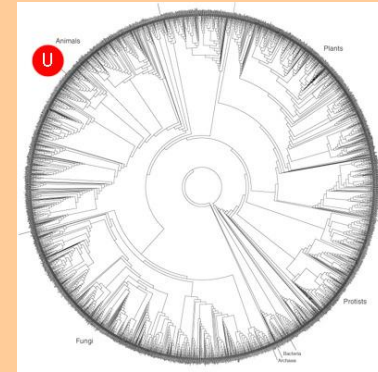 Animals
Plants
U
Protists
Fungi
Bacteria
Archaea